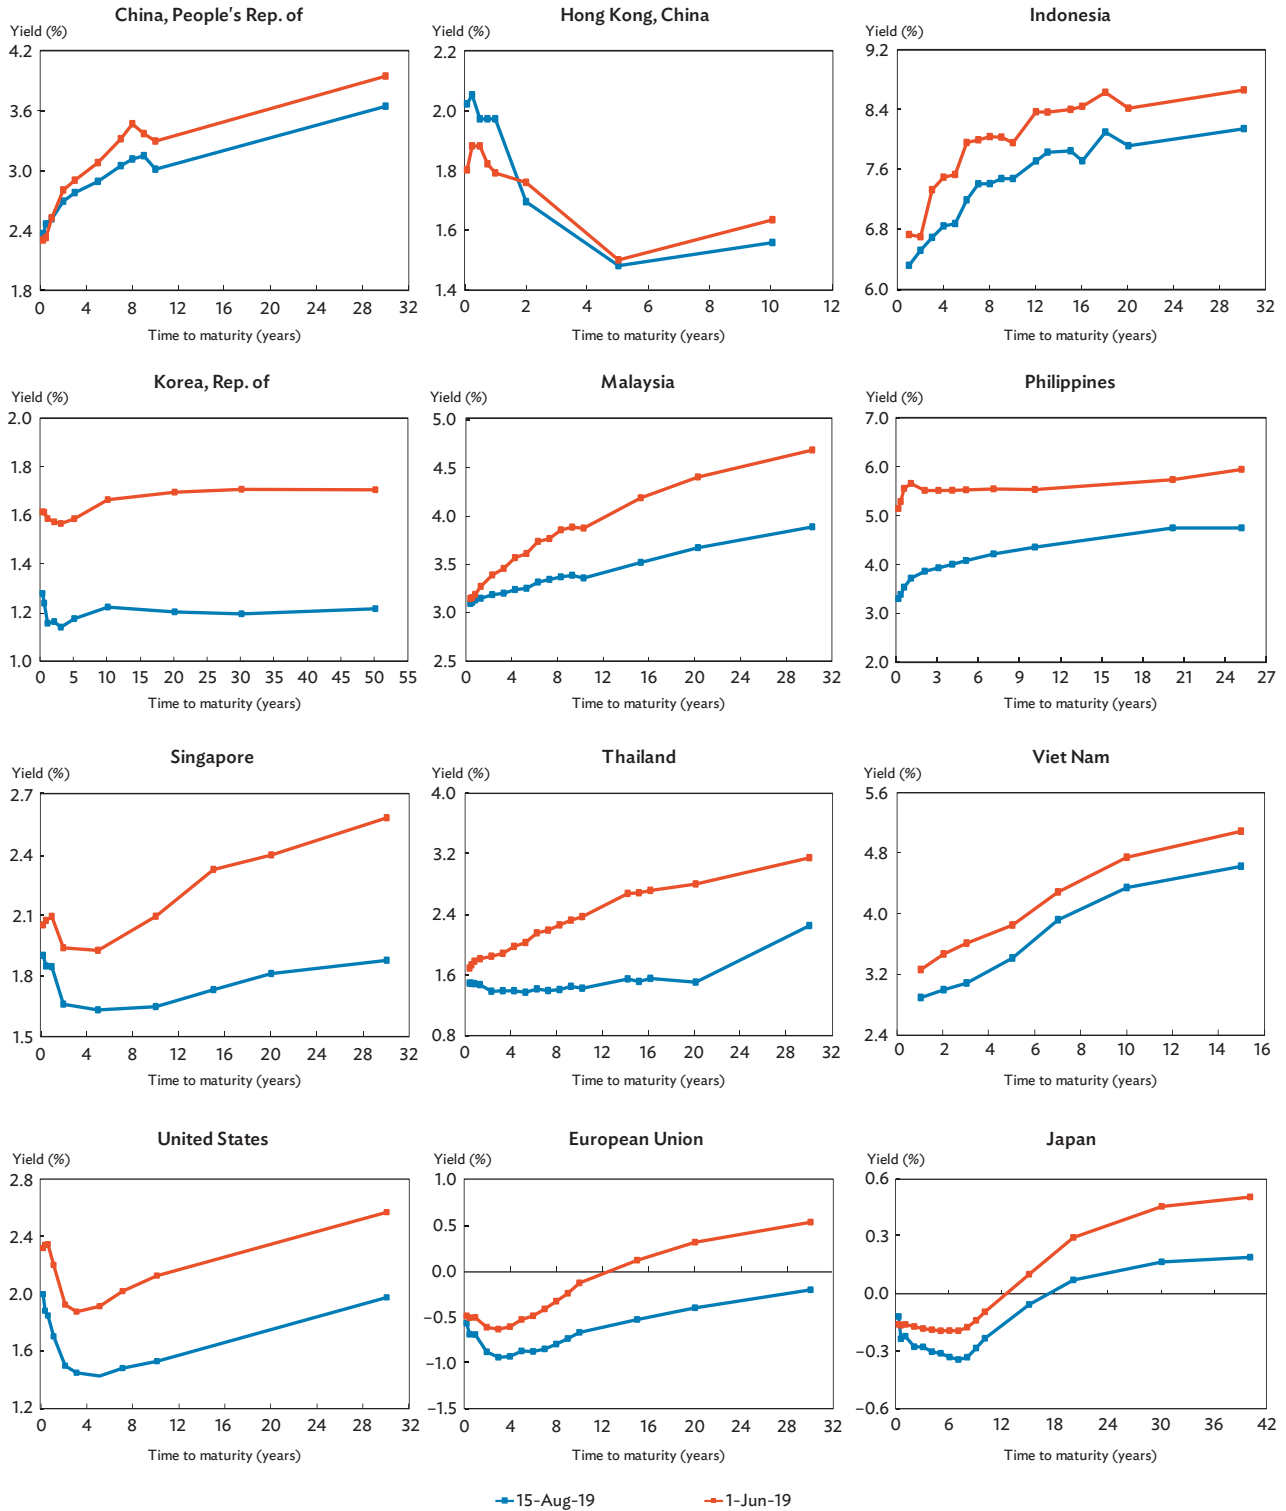 China, People's Rep. of
Yield (%)
4.2
3.6
3.0
2.4
1.8
0 4 8 12 16 20 24 28 32
Time to maturity (years)
Hong Kong, China
Yield (%)
2.2
2.0
1.8
1.6
1.4
0 2 4 6 8 10 12
Time to maturity (years)
Indonesia
Yield (%)
9.2
8.4
7.6
6.8
6.0
0 4 8 12 16 20 24 28 32
Time to maturity (years)
Korea, Rep. of
Yield (%)
2.0
1.8
1.6
1.4
1.2
1.0
0 5 10 15 20 25 30 35 40 45 50 55
Time to maturity (years)
Malaysia
Yield (%)
5.0
4.5
4.0
3.5
3.0
2.5
0 4 8 12 16 20 24 28 32
Time to maturity (years)
Philippines
Yield (%)
7.0
6.0
5.0
4.0
3.0
2.0
0 3 6 9 12 15 18 21 24 27
Time to maturity (years)
Singapore
Yield (%)
2.7
2.4
2.1
1.8
1.5
0 4 8 12 16 20 24 28 32
Time to maturity (years)
Thailand
Yield (%)
4.0
3.2
2.4
1.6
0.8
0 4 8 12 16 20 24 28 32
Time to maturity (years)
Viet Nam
Yield (%)
5.6
4.8
4.0
3.2
2.4
0 2 4 6 8 10 12 14 16
Time to maturity (years)
United States
Yield (%)
2.8
2.4
2.0
1.6
1.2
0 4 8 12 16 20 24 28 32
Time to maturity (years)
European Union
Yield (%)
1.0
0.5
0.0
–0.5
–1.0
–1.5
0 4 8 12 16 20 24 28 32
Time to maturity (years)
Japan
Yield (%)
0.6
0.3
0.0
–0.3
–0.6
0 6 12 18 24 30 36 42
Time to maturity (years)
15-Aug-19 1-Jun-19